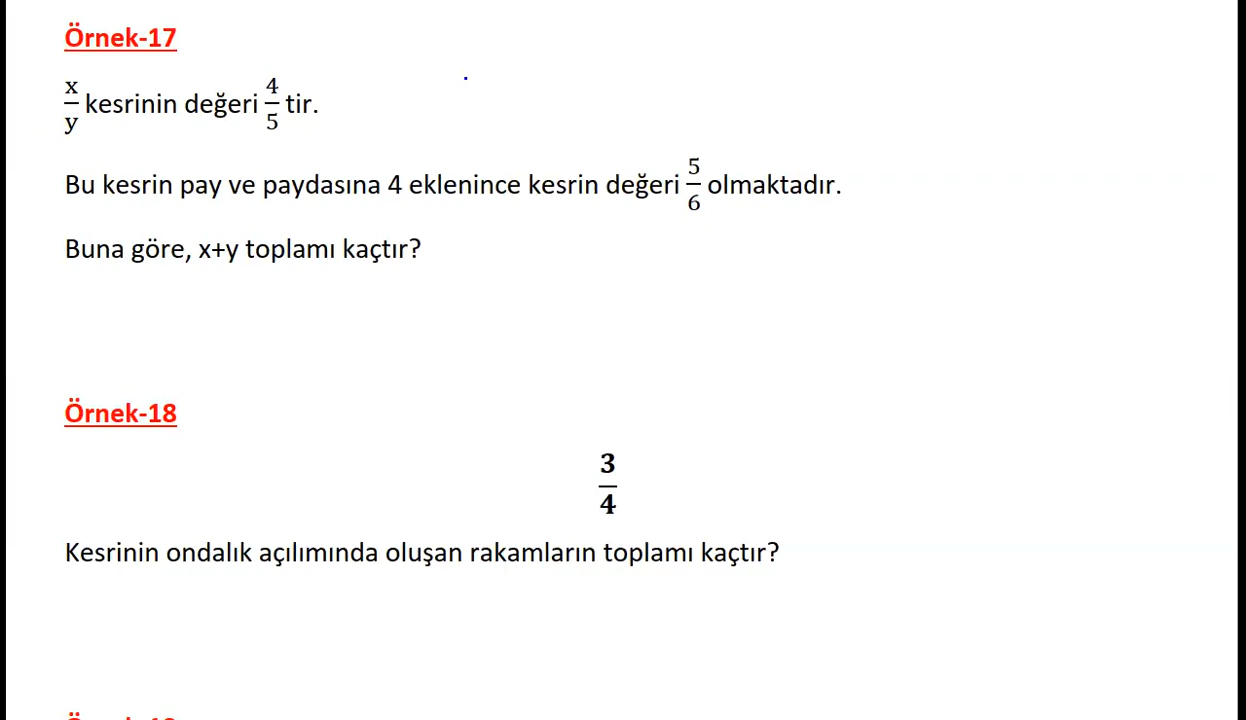 Örnek-17
x/y kesrinin değeri 4/5 tir.
Bu kesrin pay ve paydasına 4 eklenince kesrin değeri 5/6 olmaktadır.
Buna göre, x+y toplamı kaçtır?
Örnek-18
3/4
Kesrinin ondalık açılımında oluşan rakamların toplamı kaçtır?